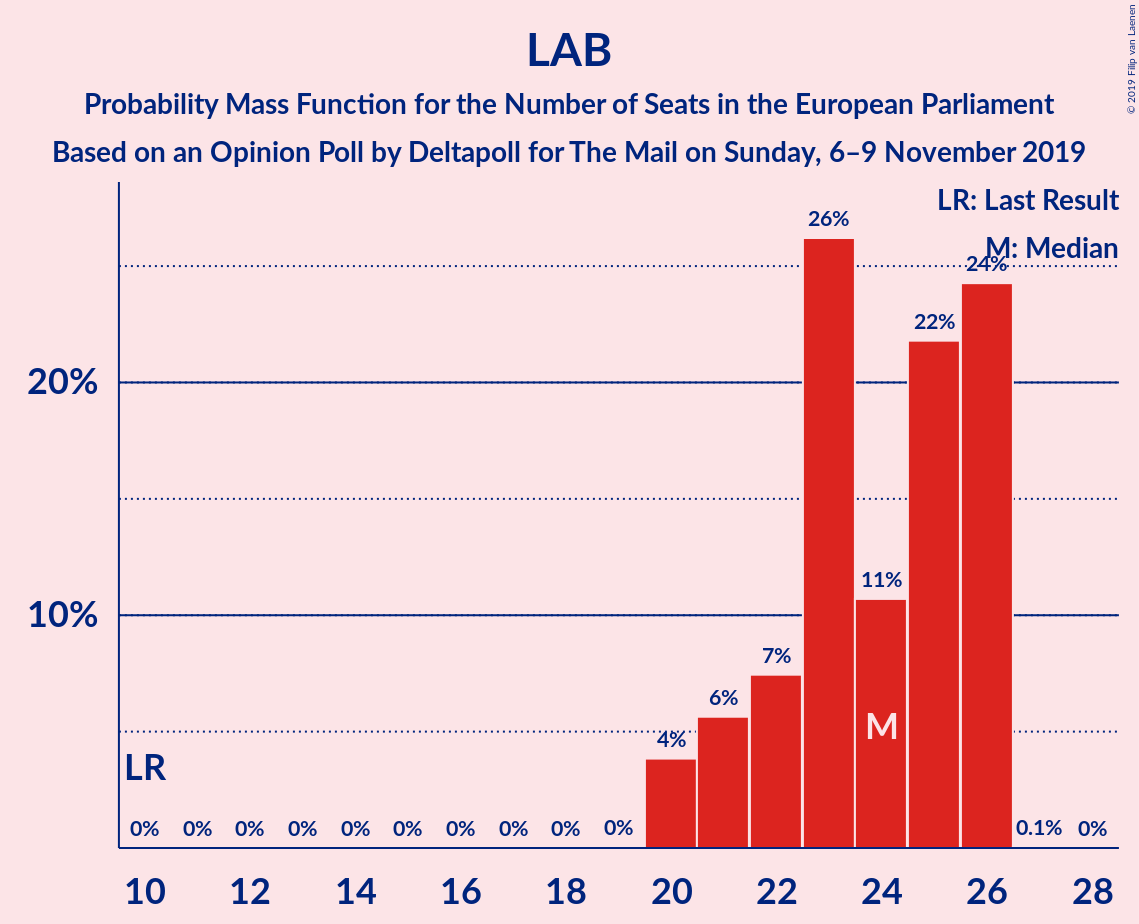 © 2019 Filip van Laenen
LAB
Probability Mass Function for the Number of Seats in the European Parliament
Based on an Opinion Poll by Deltapoll for The Mail on Sunday, 6–9 November 2019
LR: Last Result
M: Median
26%
24%
22%
20%
11%
10%
7%
6%
4%
M
LR
0% 0% 0% 0% 0% 0% 0% 0% 0% 0% 0.1% 0%
10 12 14 16 18 20 22 24 26 28